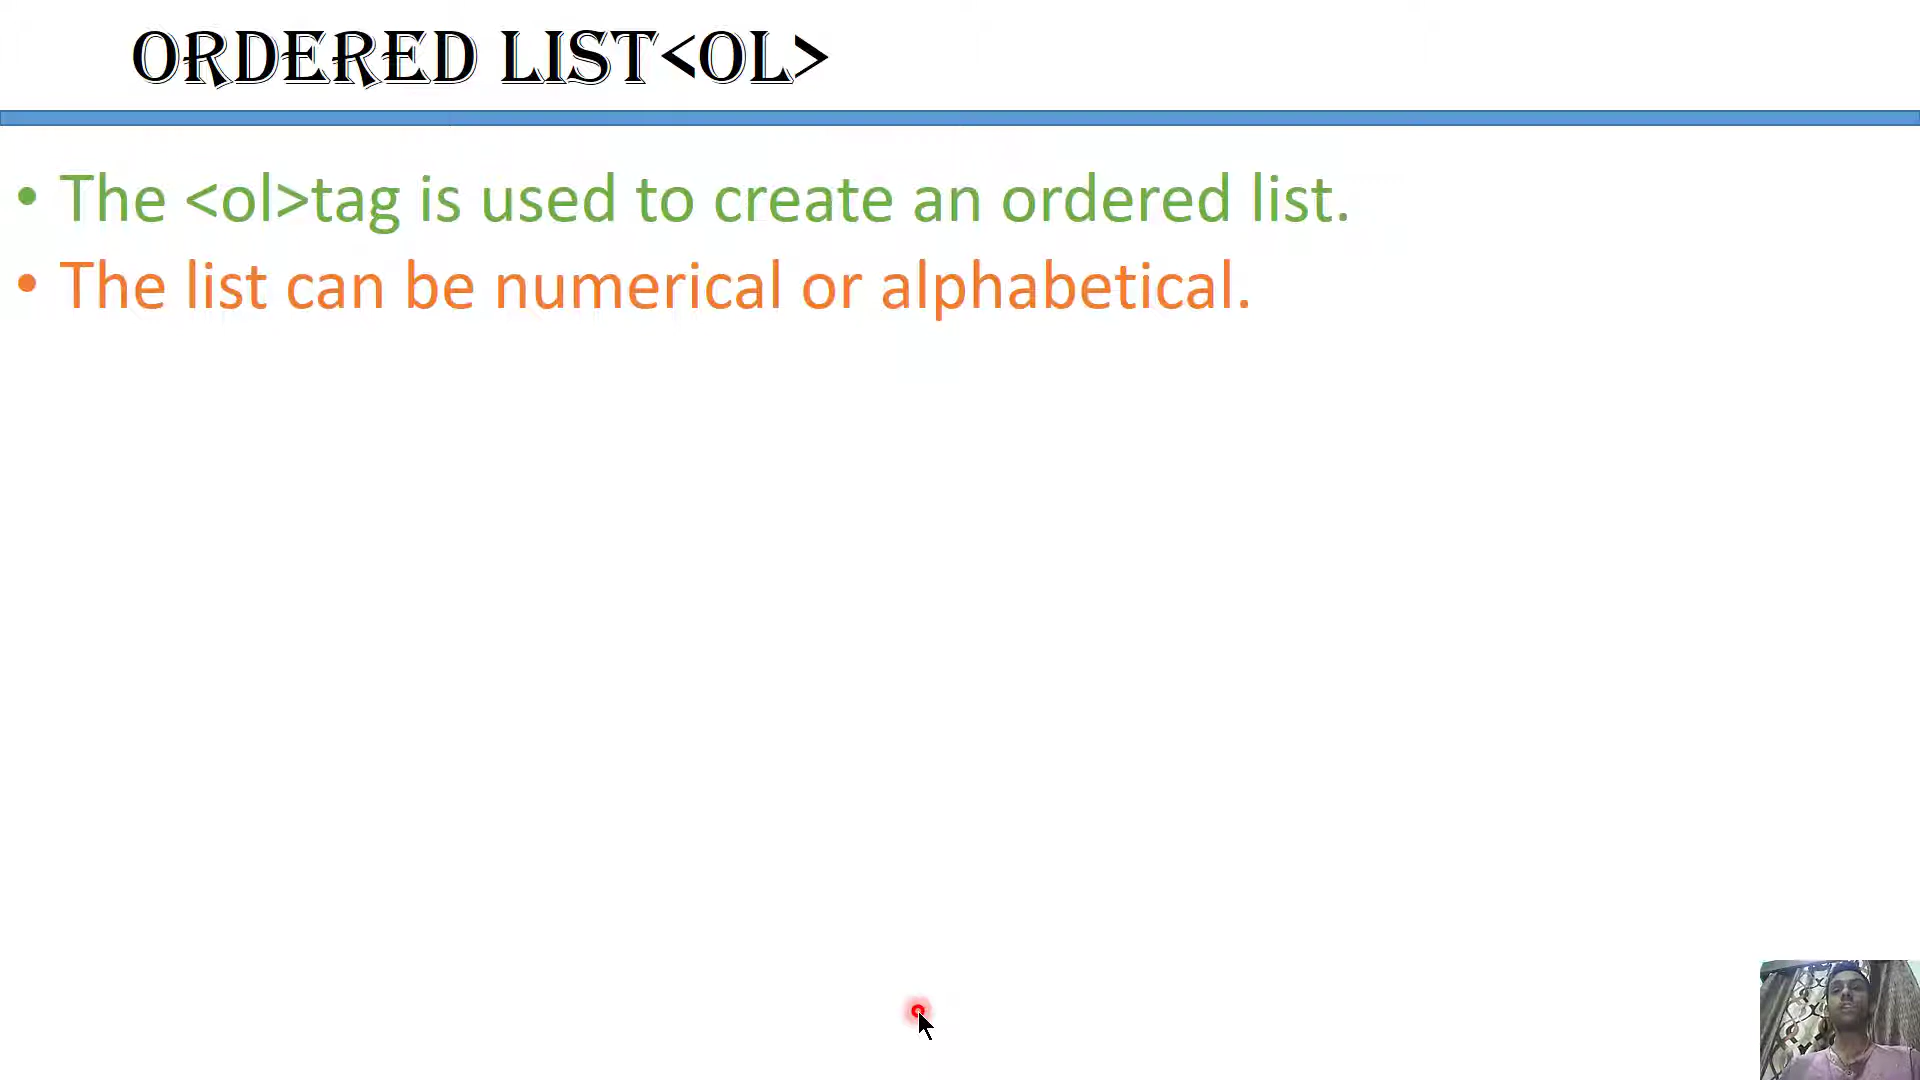 ORDERED LIST<OL>
• The <ol>tag is used to create an ordered list.
• The list can be numerical or alphabetical.